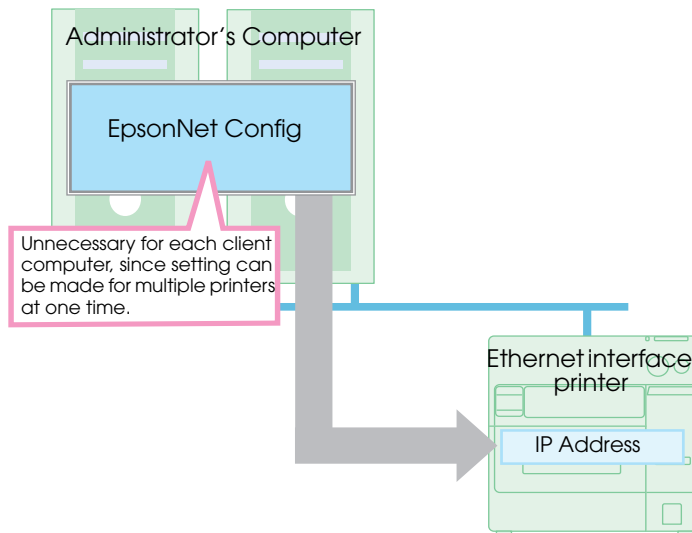 Administrator's Computer
EpsonNet Config
Unnecessary for each client
computer, since setting can
be made for multiple printers
at one time.
Ethernet interface
printer
IP Address